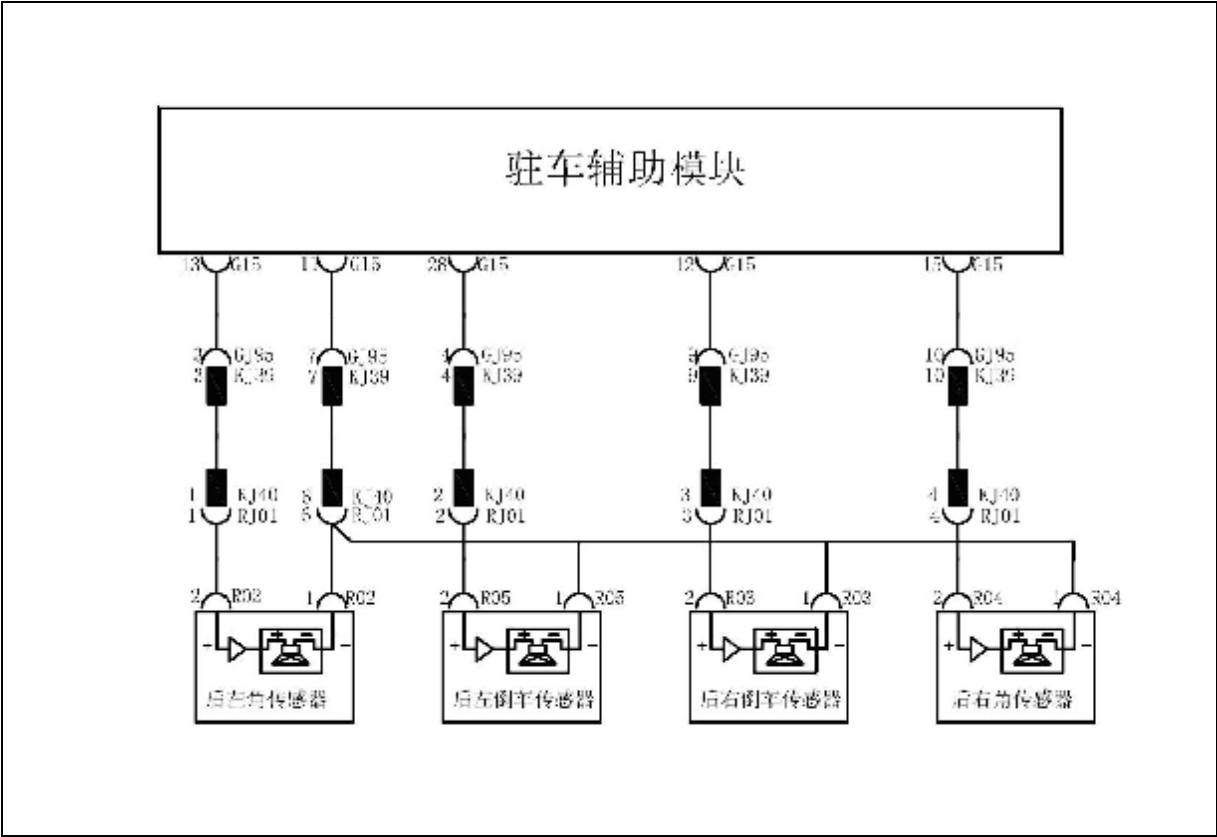 驻车辅助模块
13 G15 G15 28 G15 12 G15 15 G15
3 GJ95 7 GJ95 4 GJ95 9 GJ95 10 GJ95
3 KJ39 7 KJ39 4 KJ39 9 KJ39 10 KJ39
1 KJ40 KJ40 2 KJ40 3 KJ40 4 KJ40
1 RJ01 RJ01 2 RJ01 3 RJ01 4 RJ01
2 R02 1 R02 2 R05 1 R05 2 R03 1 R03 2 R04 1 R04
+ + − − + + − − + + − − + + − −
后左角传感器 后左倒车传感器 后右倒车传感器 后右角传感器